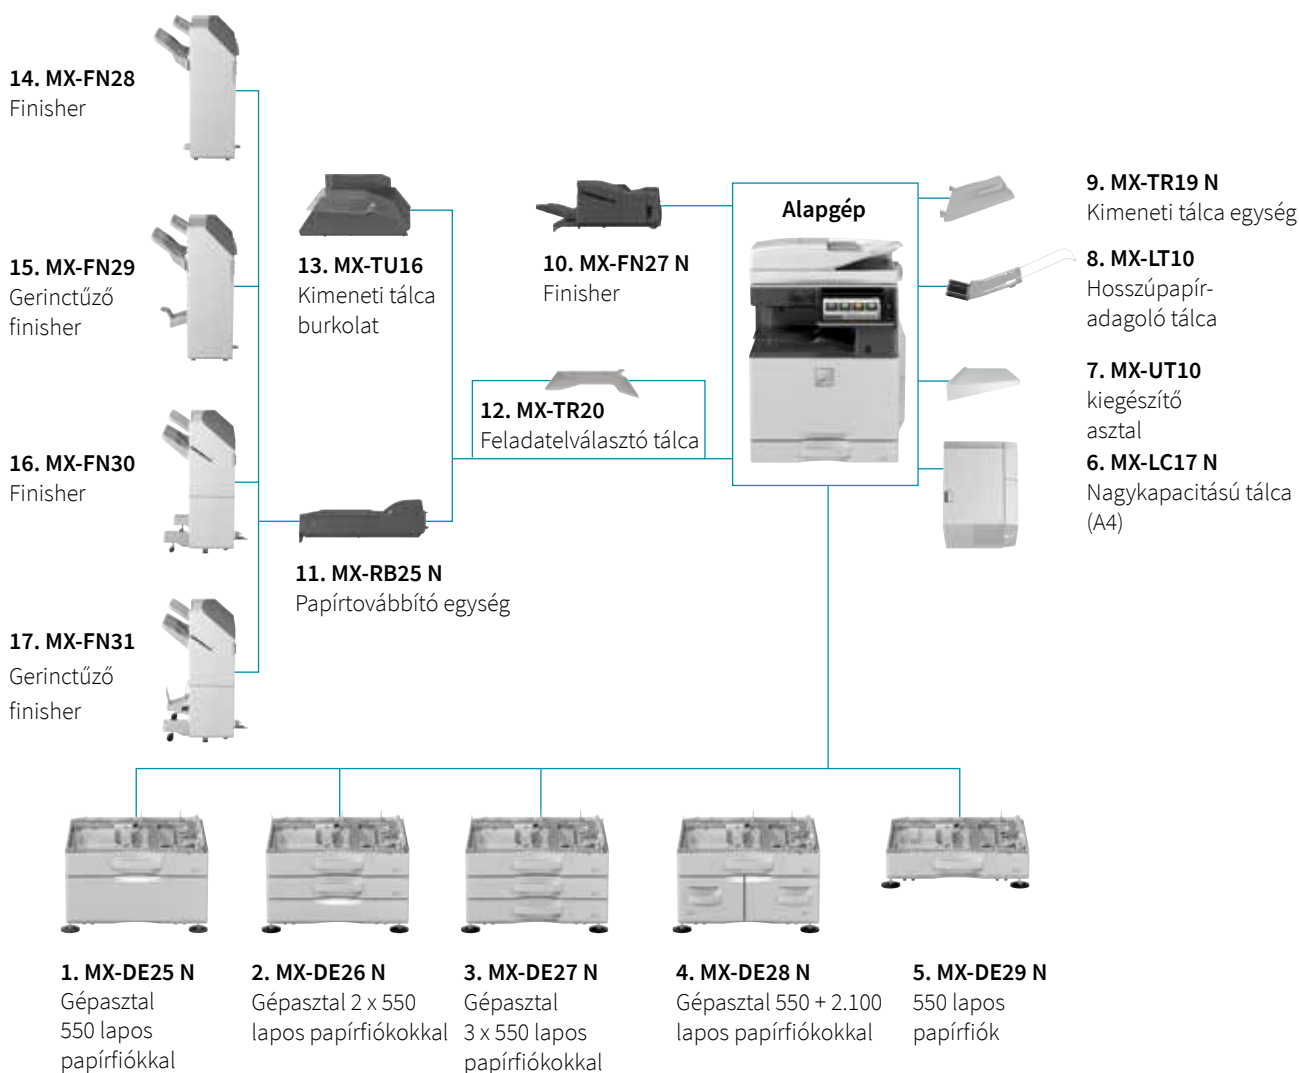 14. MX-FN28
Finisher
15. MX-FN29
Gerinctűző
finisher
16. MX-FN30
Finisher
17. MX-FN31
Gerinctűző
finisher
13. MX-TU16
Kimeneti tálca
burkolat
10. MX-FN27 N
Finisher
12. MX-TR20
Feladatelválasztó tálca
11. MX-RB25 N
Papírtovábbító egység
Alapgép
9. MX-TR19 N
Kimeneti tálca egység
8. MX-LT10
Hosszúpapír-
adagoló tálca
7. MX-UT10
kiegészítő
asztal
6. MX-LC17 N
Nagykapacitású tálca
(A4)
1. MX-DE25 N
Gépasztal
550 lapos
papírfiókkal
2. MX-DE26 N
Gépasztal 2 x 550
lapos papírfiókokkal
3. MX-DE27 N
Gépasztal
3 x 550 lapos
papírfiókokkal
4. MX-DE28 N
Gépasztal 550 + 2.100
lapos papírfiókokkal
5. MX-DE29 N
550 lapos
papírfiók